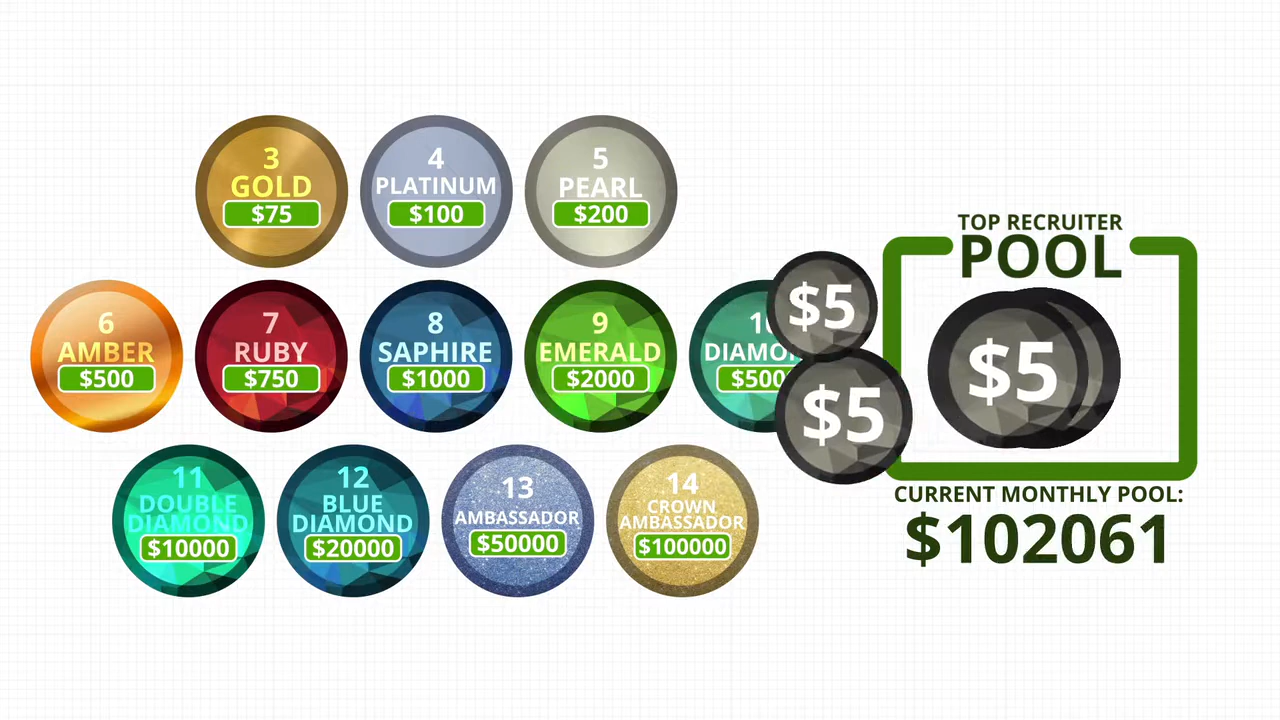 3
GOLD
$75
4
PLATINUM
$100
5
PEARL
$200
6
AMBER
$500
7
RUBY
$750
8
SAPHIRE
$1000
9
EMERALD
$2000
$5
$5
11
DOUBLE
DIAMOND
$10000
12
BLUE
DIAMOND
$20000
13
AMBASSADOR
$50000
14
CROWN
AMBASSADOR
$100000
TOP RECRUITER
POOL
$5
CURRENT MONTHLY POOL:
$102061